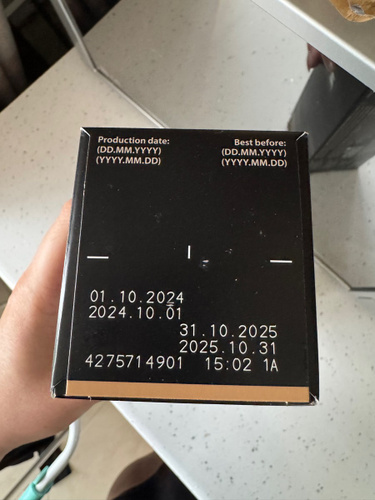 Production date:
(DD.MM.YYYY)
(YYYY.MM.DD)
Best before:
(DD.MM.YYYY)
(YYYY.MM.DD)
01.10.2024
2024.10.01
31.10.2025
2025.10.31
4275714901 15:02 1A